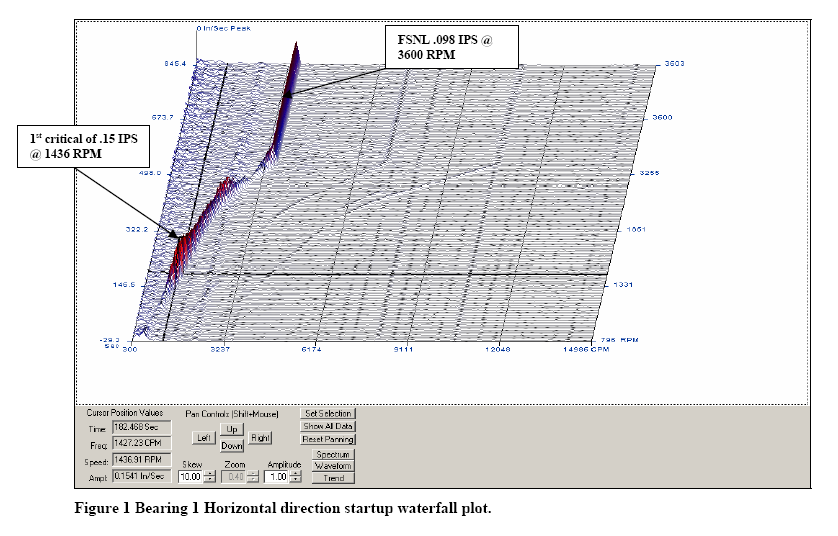 0 In/Sec Peak
FSNL .098 IPS @
3600 RPM
845.4
3603
673.7
3600
1st critical of .15 IPS
@ 1436 RPM
498.0
3255
322.2
1551
146.5
1331
-29.3
Sec
796 RPM
300
3237
6174
9111
12048
14986 CPM
Cursor Position Values
Time: 182.468 Sec
Freq: 1427.23 CPM
Speed: 1436.91 RPM
Ampl: 0.1541 In/Sec
Pan Controls (Shift+Mouse)
Up
Left
Right
Down
Skew
Zoom
Amplitude
10.00
0.40
1.00
Set Selection
Show All Data
Reset Panning
Spectrum
Waveform
Trend
Figure 1 Bearing 1 Horizontal direction startup waterfall plot.